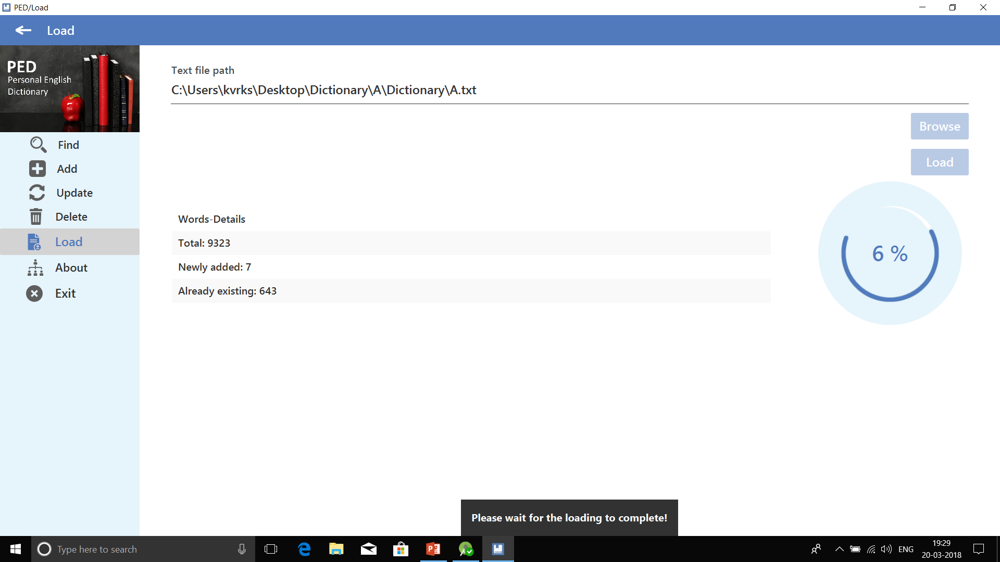 PED/Load
Load
PED
Personal English
Dictionary
Find
Add
Update
Delete
Load
About
Exit
Text file path
C:\Users\kvrks\Desktop\Dictionary\A\Dictionary\A.txt
Browse
Load
Words-Details
Total: 9323
Newly added: 7
Already existing: 643
6 %
Please wait for the loading to complete!
Type here to search
ENG
19:29
20-03-2018